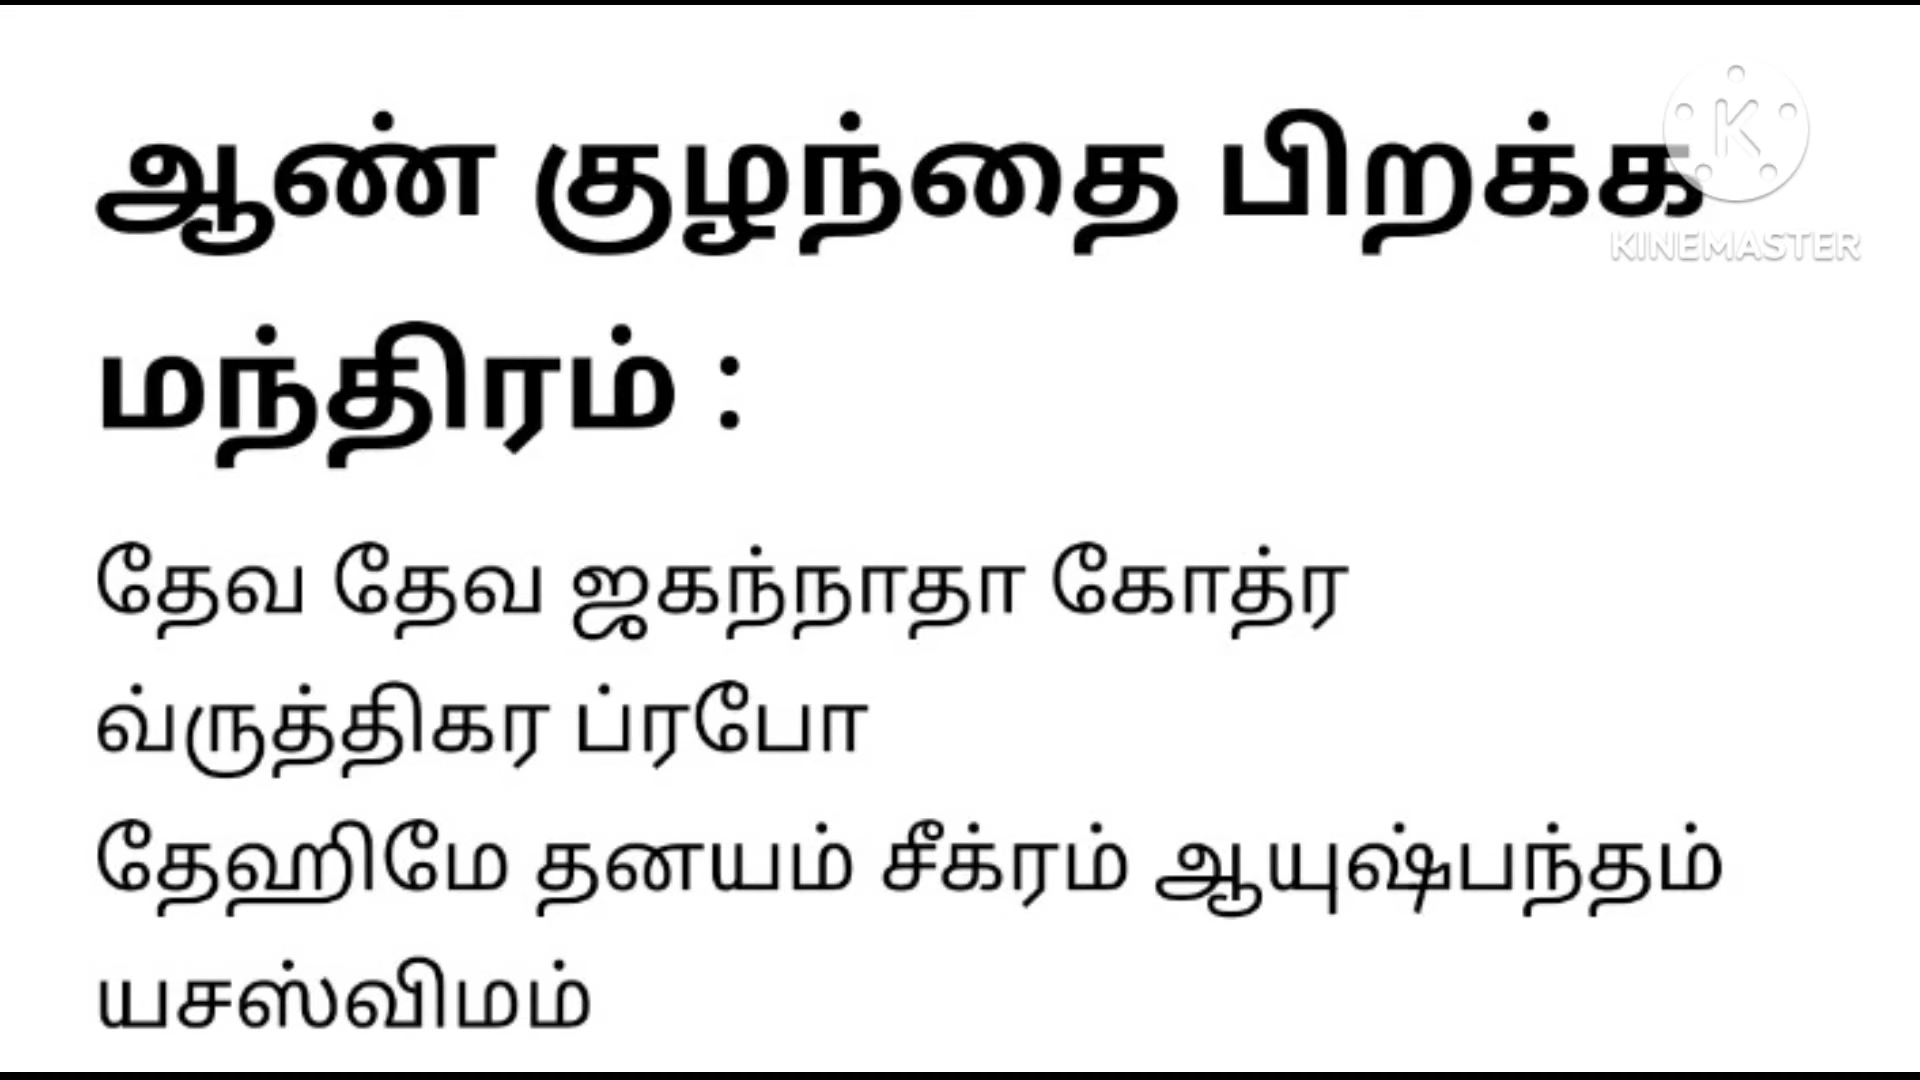 ஆண் குழந்தை பிறக்க
மந்திரம் :
தேவ தேவ ஜகந்நாதா கோத்ர
வ்ருத்திகர ப்ரபோ
தேஹிமே தனயம் சீக்ரம் ஆயுஷ்பந்தம்
யசஸ்விமம்
KINEMASTER